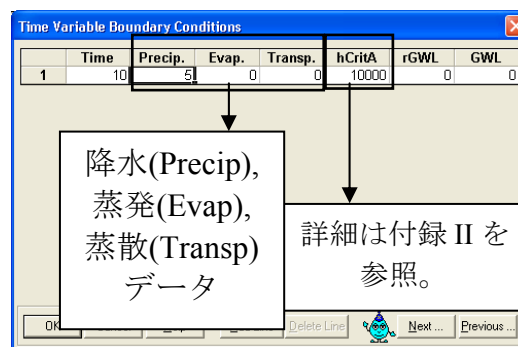 Time Variable Boundary Conditions
Time Precip. Evap. Transp. hCritA rGWL GWL
1 10 5 0 0 10000 0 0
降水(Precip),
蒸発(Evap),
蒸散(Transp)
データ
詳細は付録 II を
参照。
Delete Line Next ... Previous ...